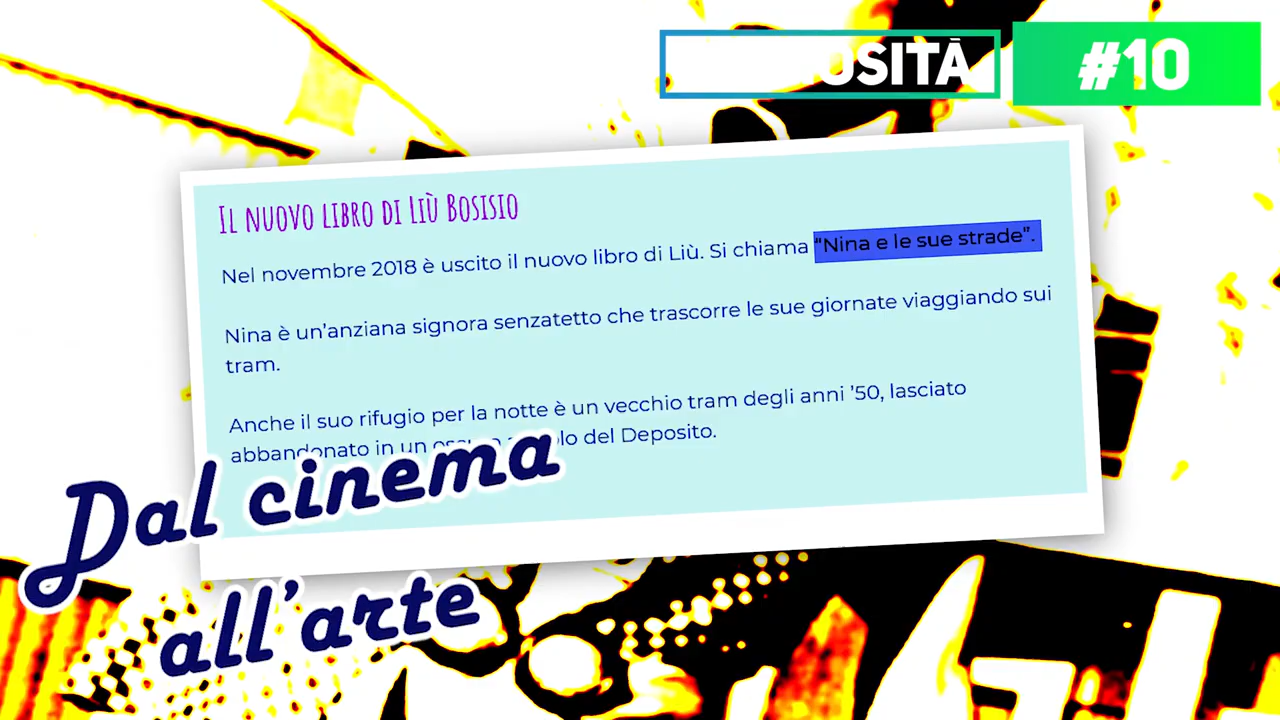 OSITÀ
#10
Il nuovo libro di Liù Bosisio
Nel novembre 2018 è uscito il nuovo libro di Liù. Si chiama “Nina e le sue strade”.
Nina è un’anziana signora senzatetto che trascorre le sue giornate viaggiando sui
tram.
Anche il suo rifugio per la notte è un vecchio tram degli anni ’50, lasciato
abbandonato in un del Deposito.
Dal cinema
all’arte